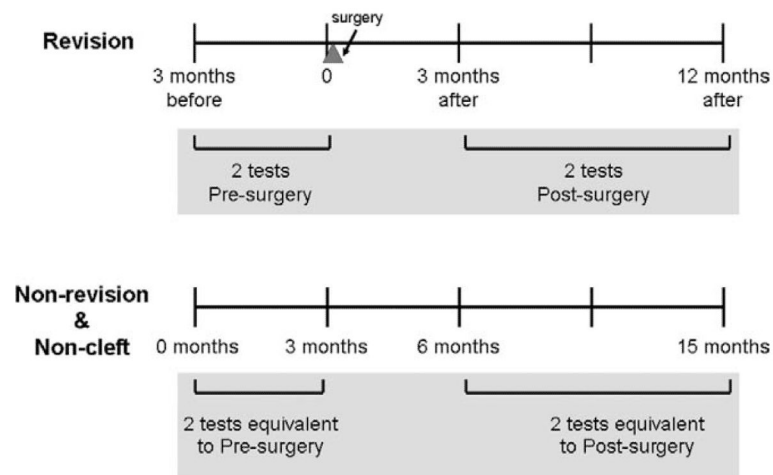 surgery
Revision
3 months before
0
3 months after
12 months after
2 tests
Pre-surgery
2 tests
Post-surgery
Non-revision
&
Non-cleft
0 months
3 months
6 months
15 months
2 tests equivalent
to Pre-surgery
2 tests equivalent
to Post-surgery